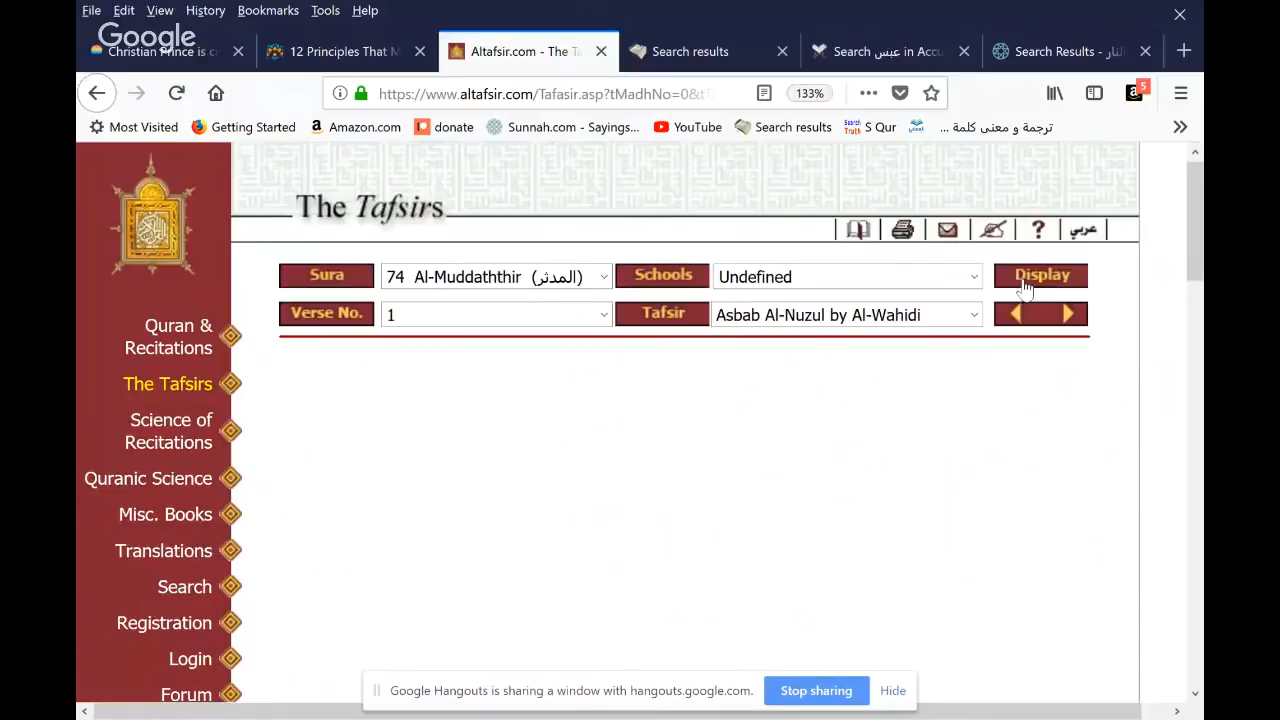 File Edit View History Bookmarks Tools Help
Google
Christian Prince is c
12 Principles That M
Altafsir.com - The Ta
Search results
Search عبس in Accu
Search Results - النار
https://www.altafsir.com/Tafasir.asp?tMadhNo=0&t
133%
5
Most Visited
Getting Started
Amazon.com
donate
Sunnah.com - Sayings...
YouTube
Search results
Search Truth
S Qur
ترجمة و معنى كلمة ...
The Tafsirs
عربي
Sura
74 Al-Muddaththir (المدثر)
Schools
Undefined
Display
Verse No.
1
Tafsir
Asbab Al-Nuzul by Al-Wahidi
Quran &
Recitations
The Tafsirs
Science of
Recitations
Quranic Science
Misc. Books
Translations
Search
Registration
Login
Forum
Google Hangouts is sharing a window with hangouts.google.com.
Stop sharing
Hide